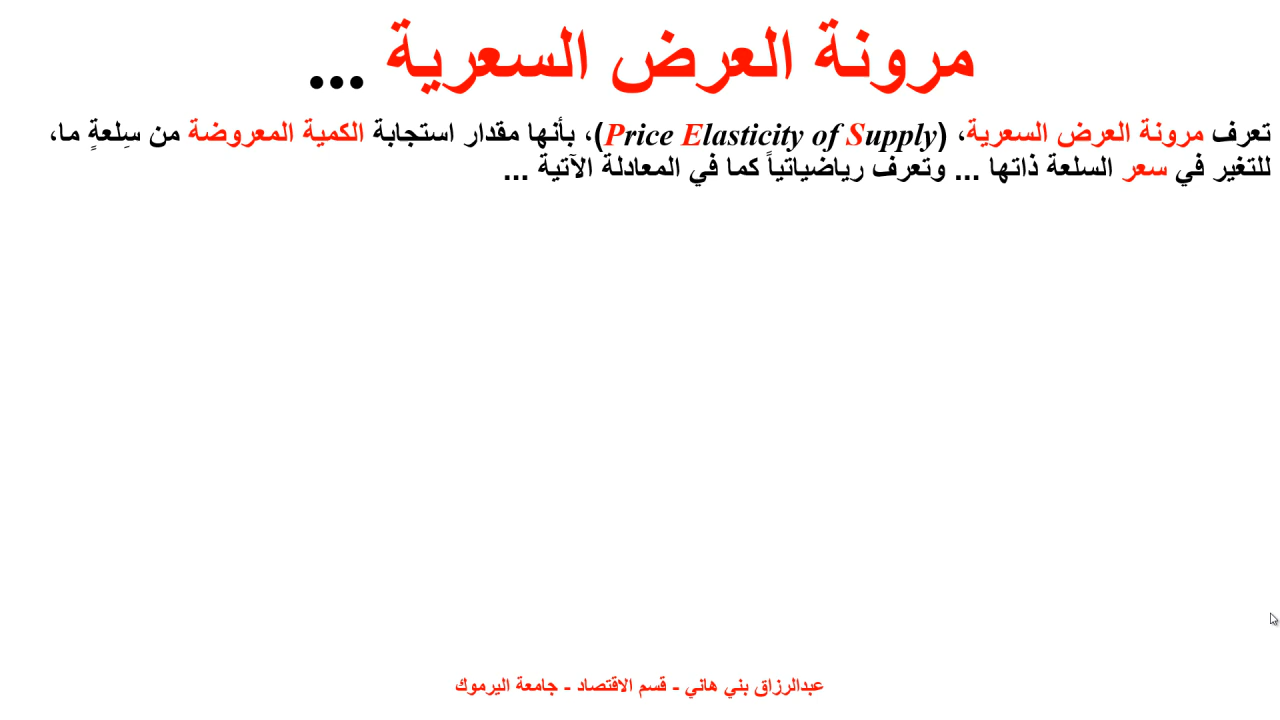 مرونة العرض السعرية ...
تعرف مرونة العرض السعرية، (Price Elasticity of Supply)، بأنها مقدار استجابة الكمية المعروضة من سِلعةٍ ما،
للتغير في سعر السلعة ذاتها ... وتعرف رياضياتياً كما في المعادلة الآتية ...
عبدالرزاق بني هاني - قسم الاقتصاد - جامعة اليرموك